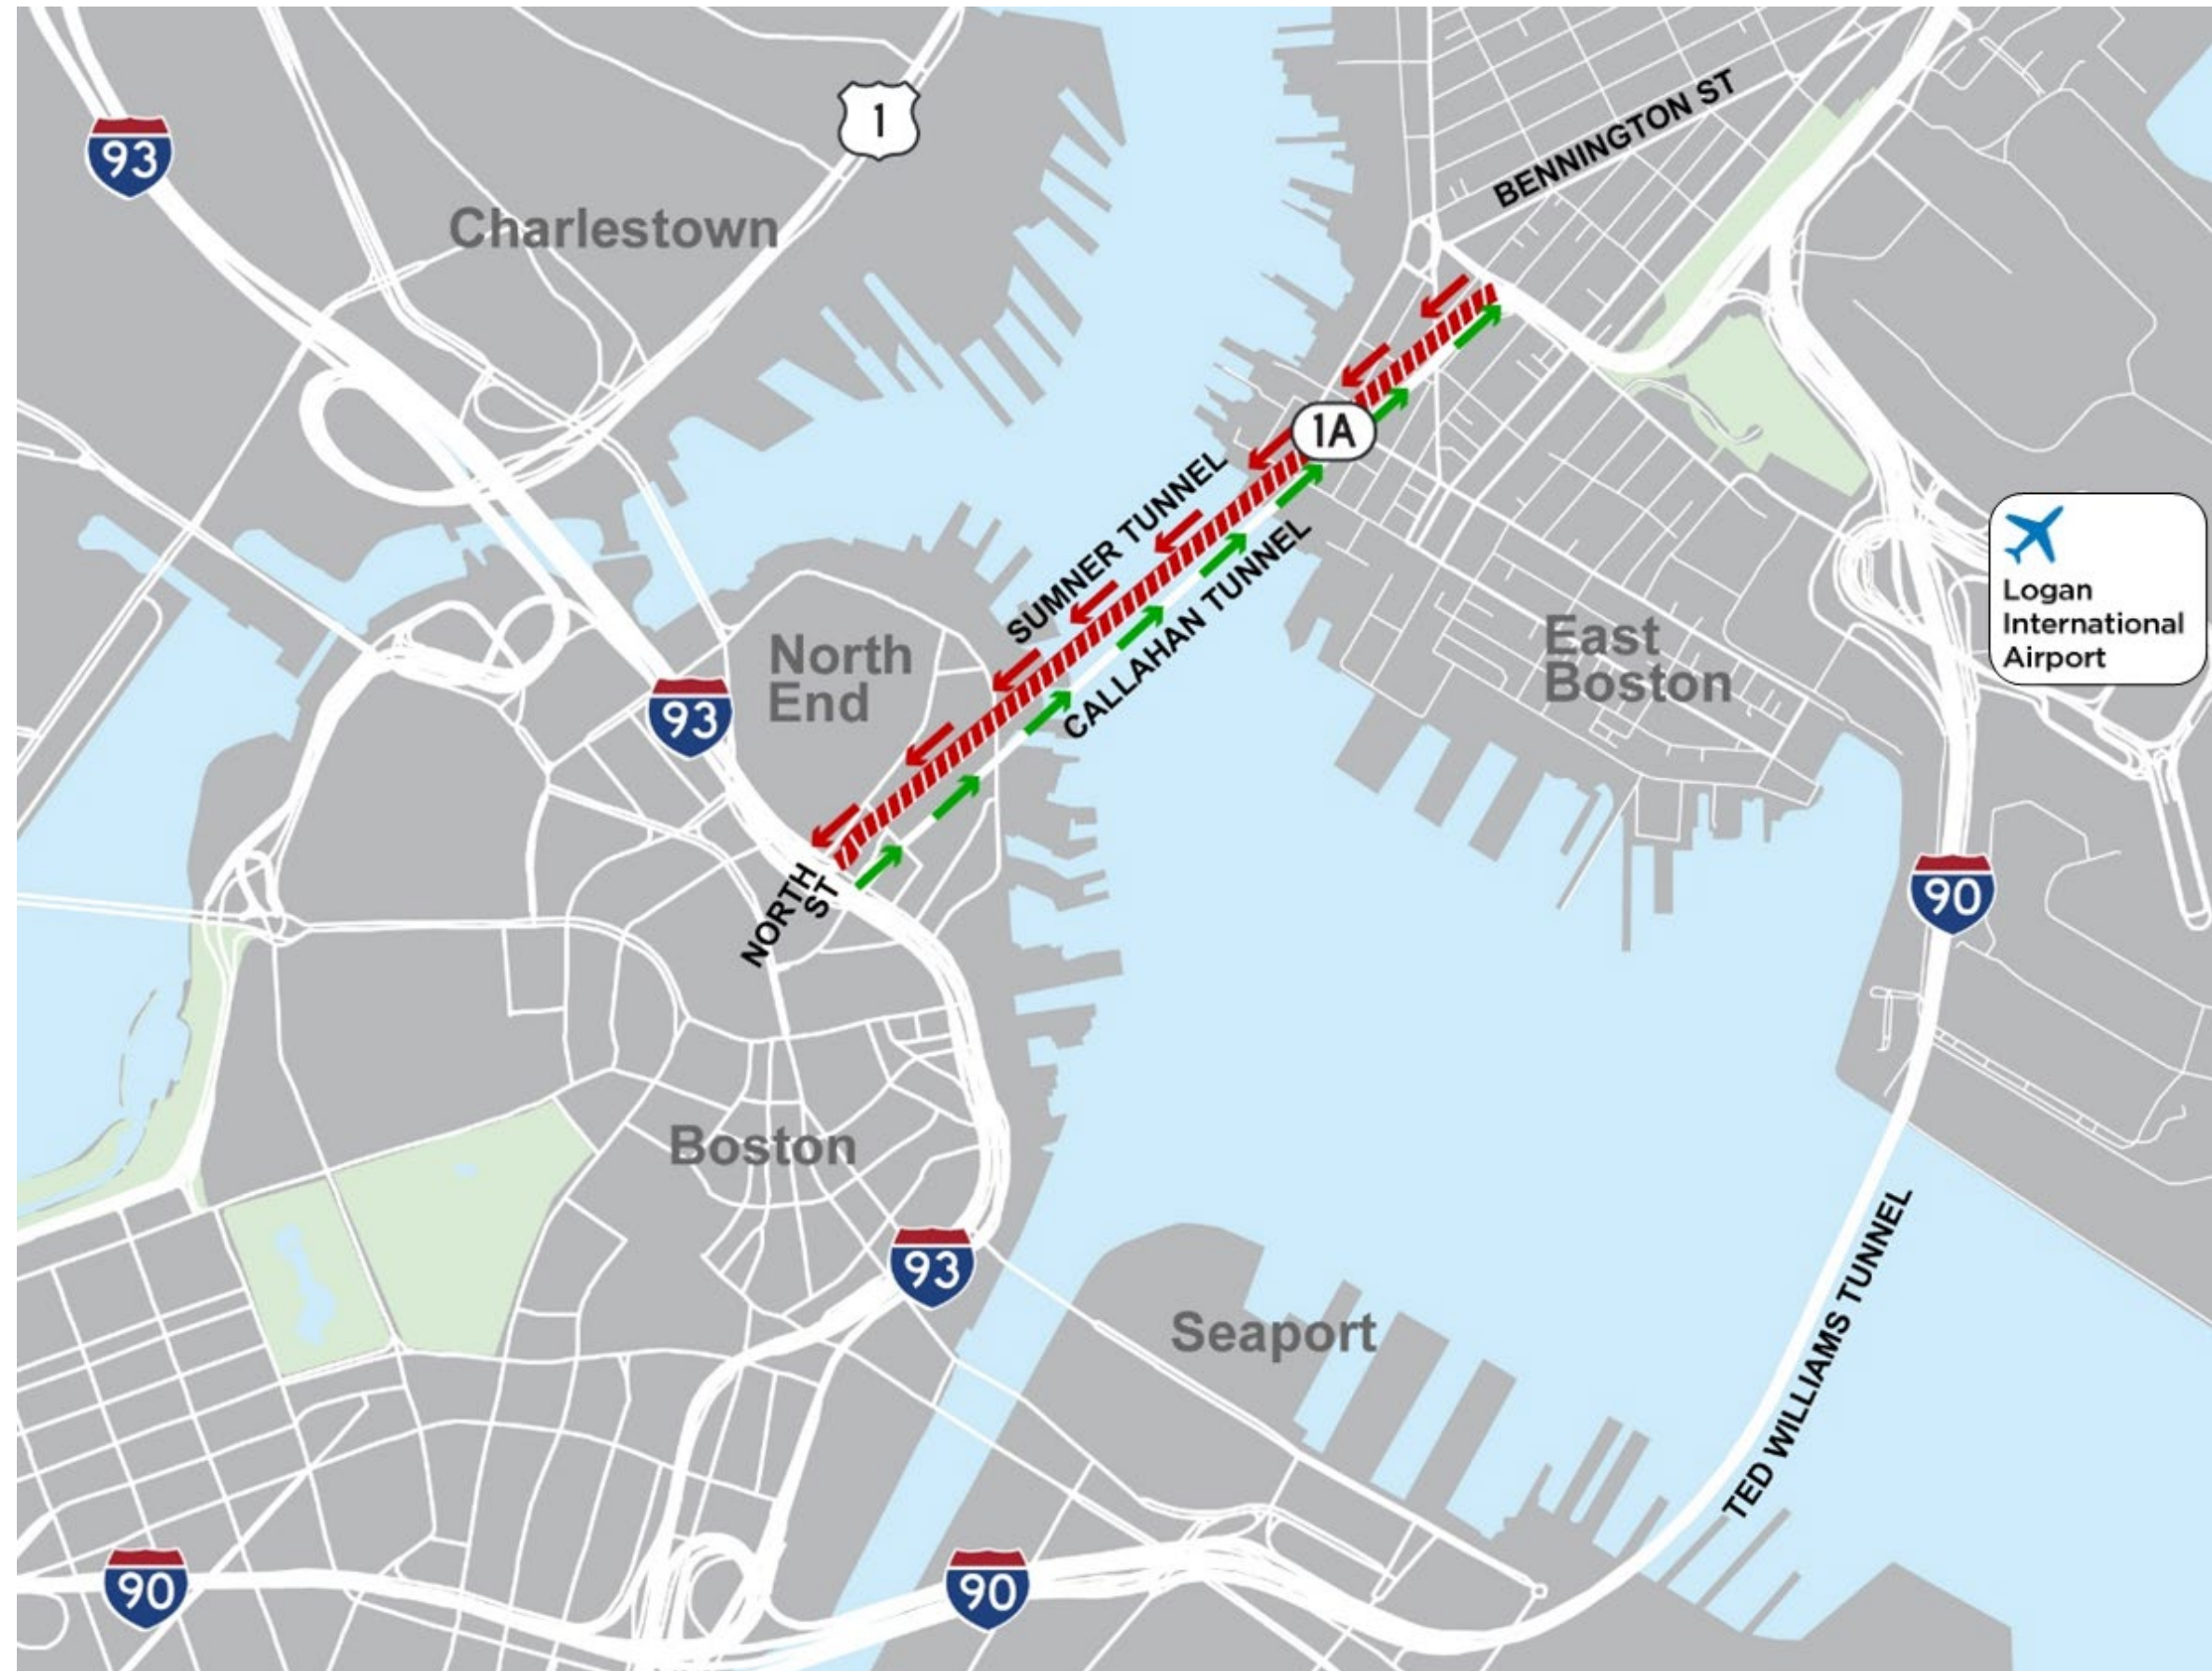 1
93
BENNINGTON ST
Charlestown
1A
SUMNER TUNNEL
CALLAHAN TUNNEL
Logan
International
Airport
North
End
East
Boston
93
NORTH
ST
90
Boston
93
TED WILLIAMS TUNNEL
Seaport
90
90